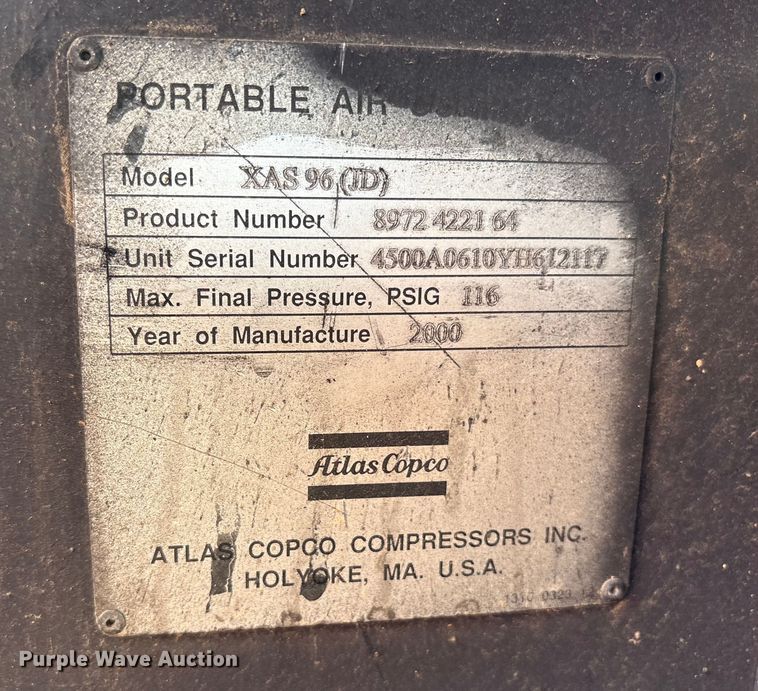 PORTABLE AIR
Model XAS 96 (JD)
Product Number 8972 4221 64
Unit Serial Number 4500A0610YH612117
Max. Final Pressure, PSIG 116
Year of Manufacture 2000
Atlas Copco
ATLAS COPCO COMPRESSORS INC.
HOLYOKE, MA. U.S.A.
Purple Wave Auction